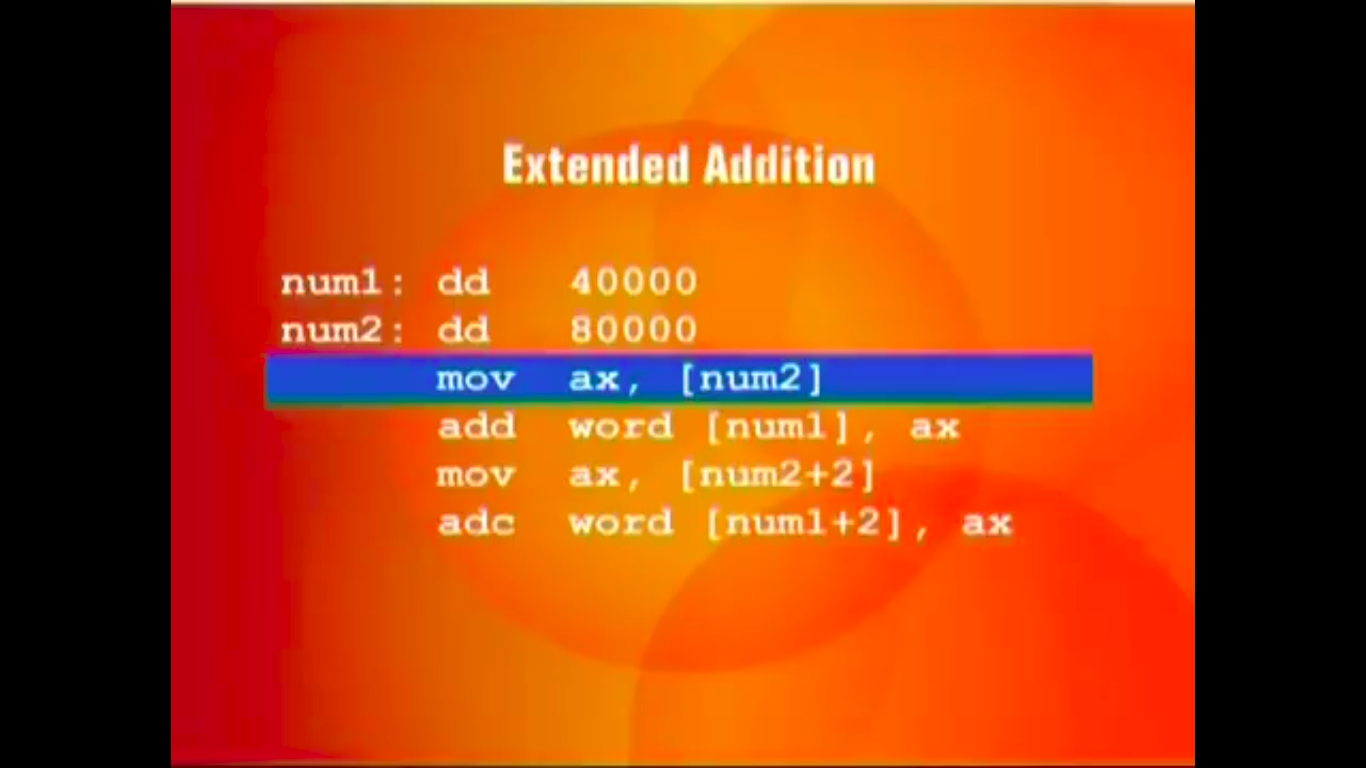 Extended Addition
num1: dd 40000
num2: dd 80000
mov ax, [num2]
add word [num1], ax
mov ax, [num2+2]
adc word [num1+2], ax